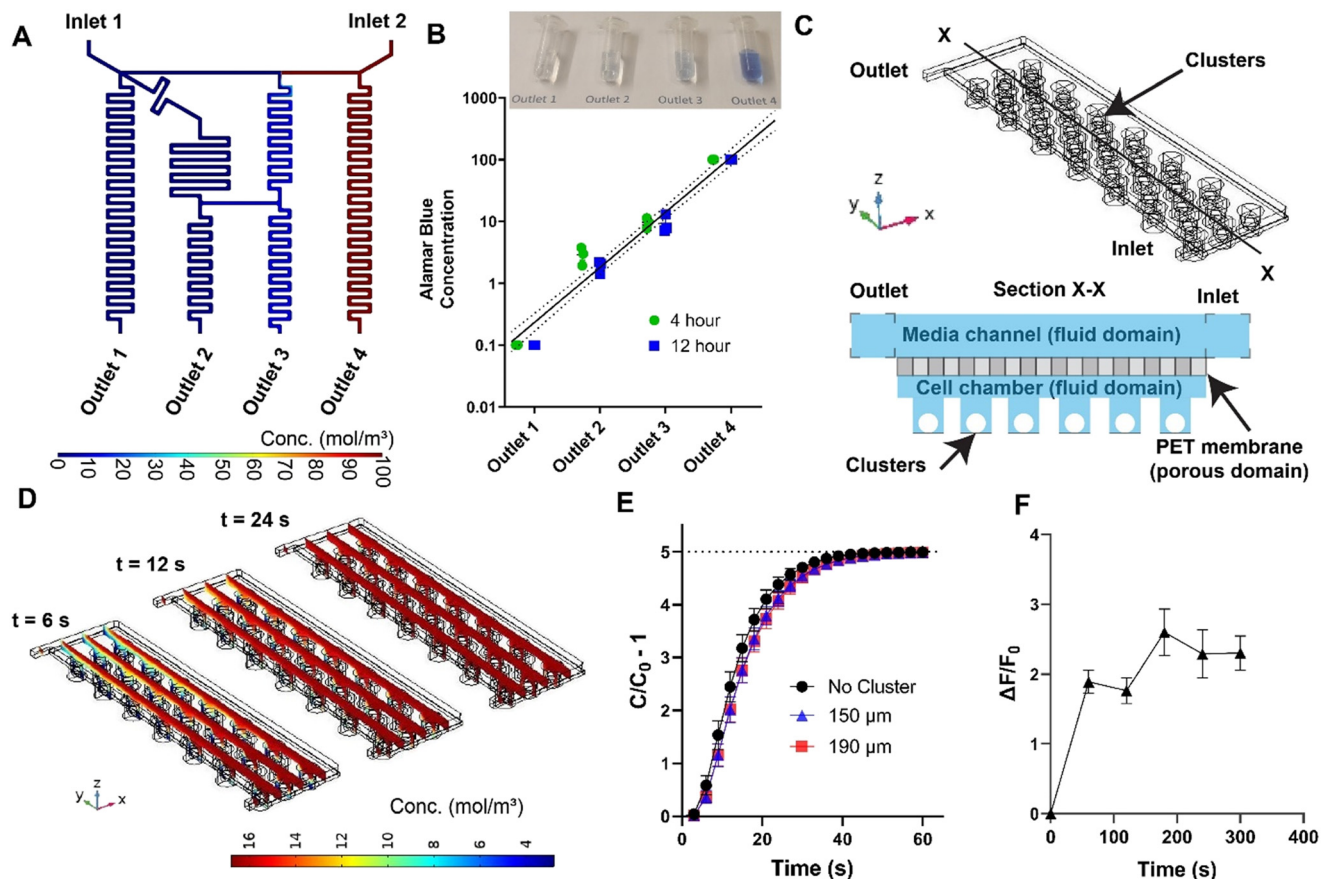 A
Inlet 1
Inlet 2
Outlet 1
Outlet 2
Outlet 3
Outlet 4
Conc. (mol/m³)
0
10
20
30
40
50
60
70
80
90
100
B
Outlet 1
Outlet 2
Outlet 3
Outlet 4
Alamar Blue
Concentration
1000
100
10
1
0.1
0.01
4 hour
12 hour
Outlet 1
Outlet 2
Outlet 3
Outlet 4
C
X
Outlet
Clusters
z
y
x
Inlet
X
Outlet
Section X-X
Inlet
Media channel (fluid domain)
Cell chamber (fluid domain)
Clusters
PET membrane
(porous domain)
D
t = 24 s
t = 12 s
t = 6 s
z
y
x
Conc. (mol/m³)
16
14
12
10
8
6
4
E
C/C₀ - 1
5
4
3
2
1
0
No Cluster
150 µm
190 µm
0
20
40
60
Time (s)
F
ΔF/F₀
4
3
2
1
0
0
100
200
300
400
Time (s)